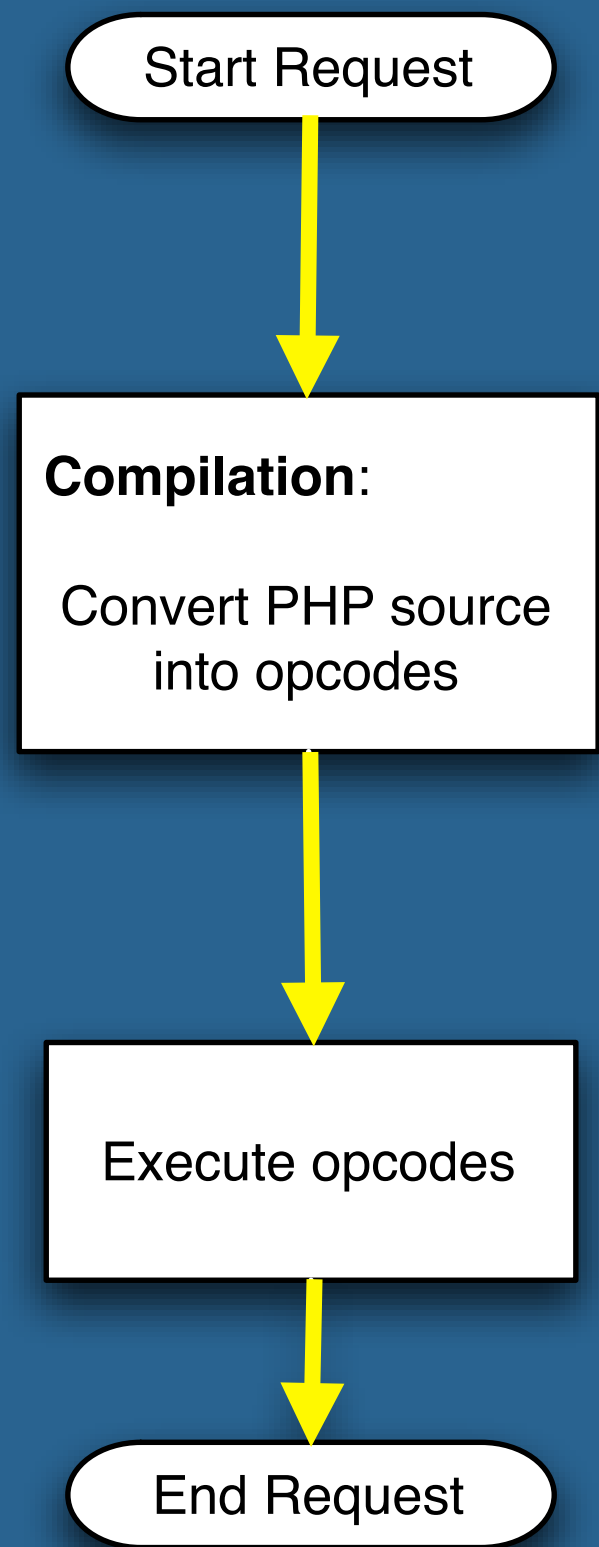 Start Request
Compilation:
Convert PHP source
into opcodes
Execute opcodes
End Request